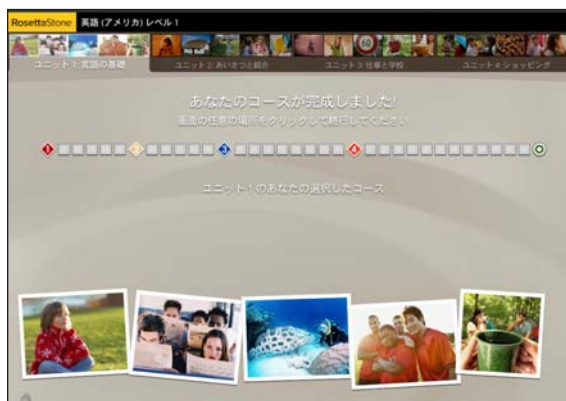 RosettaStone 英語 (アメリカ) レベル 1
ユニット 1: 言語の基礎
ユニット 2: あいさつと紹介
ユニット 3: 仕事と学校
ユニット 4: ショッピング
あなたのコースが完成しました!
画面の任意の場所をクリックして続行してください
1 2 3 4
ユニット 1 のあなたの選択したコース